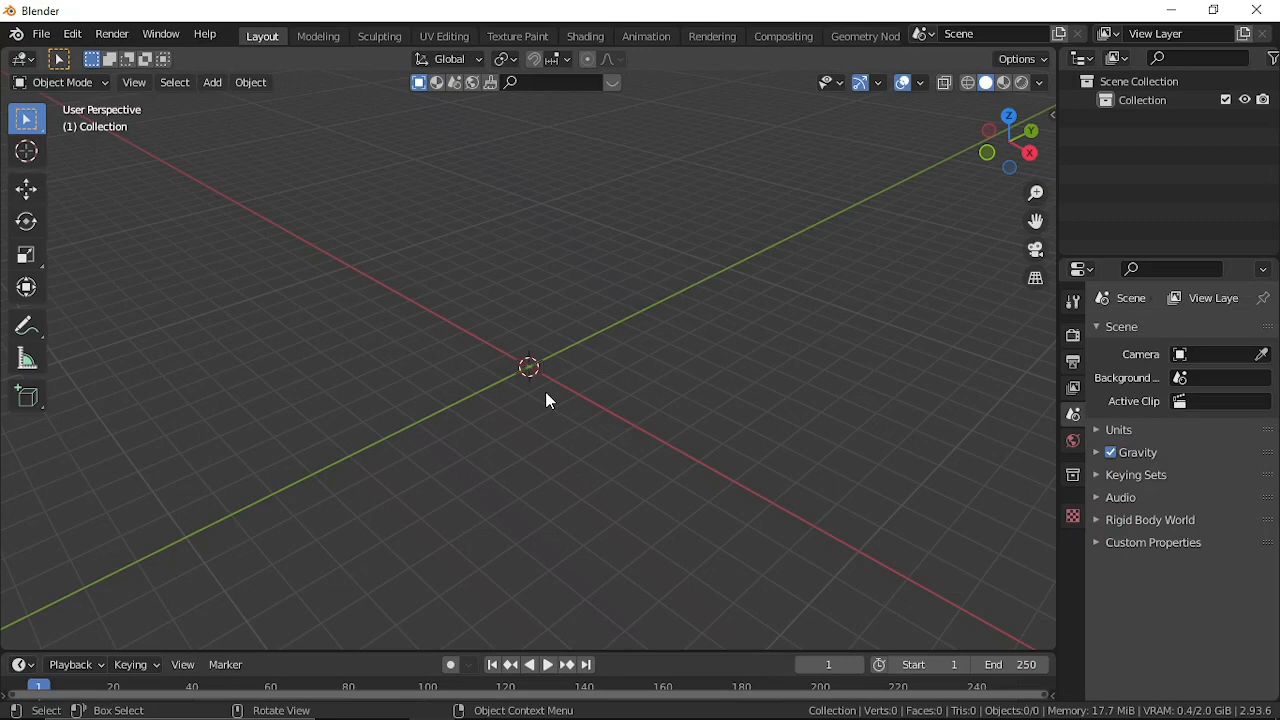 Blender
File Edit Render Window Help Layout Modeling Sculpting UV Editing Texture Paint Shading Animation Rendering Compositing Geometry Nod Scene View Layer
Global Options
Object Mode View Select Add Object
User Perspective
(1) Collection
Z
Y
X
Scene Collection
Collection
Scene View Laye
Scene
Camera
Background ...
Active Clip
Units
Gravity
Keying Sets
Audio
Rigid Body World
Custom Properties
Playback Keying View Marker 1 Start 1 End 250
1 20 40 60 80 100 120 140 160 180 200 220 240
Select Box Select Rotate View Object Context Menu Collection | Verts:0 | Faces:0 | Tris:0 | Objects:0/0 | Memory: 17.7 MiB | VRAM: 0.4/2.0 GiB | 2.93.6